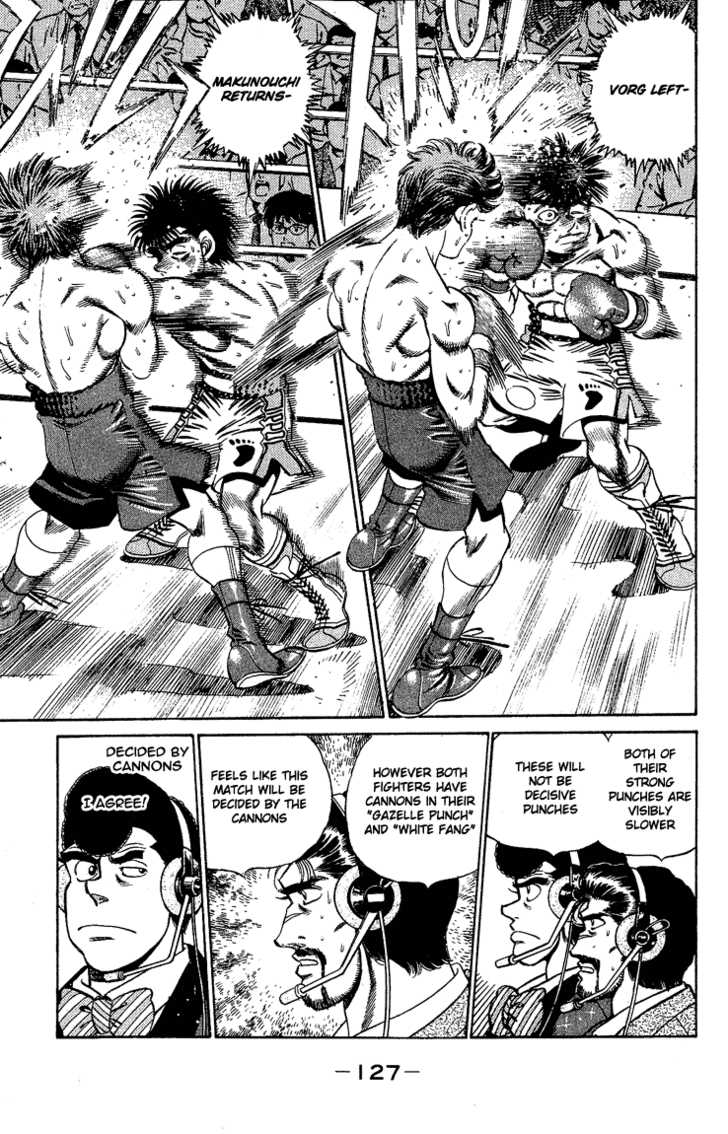 VORG LEFT-
MAKUNOUCHI
RETURNS-
IPPO
BOTH OF
THEIR
STRONG
PUNCHES ARE
VISIBLY
SLOWER
THESE WILL
NOT BE
DECISIVE
PUNCHES
HOWEVER BOTH
FIGHTERS HAVE
CANNONS IN THEIR
"GAZELLE PUNCH"
AND "WHITE FANG"
FEELS LIKE THIS
MATCH WILL BE
DECIDED BY THE
CANNONS
DECIDED BY
CANNONS
I AGREE!
-127-